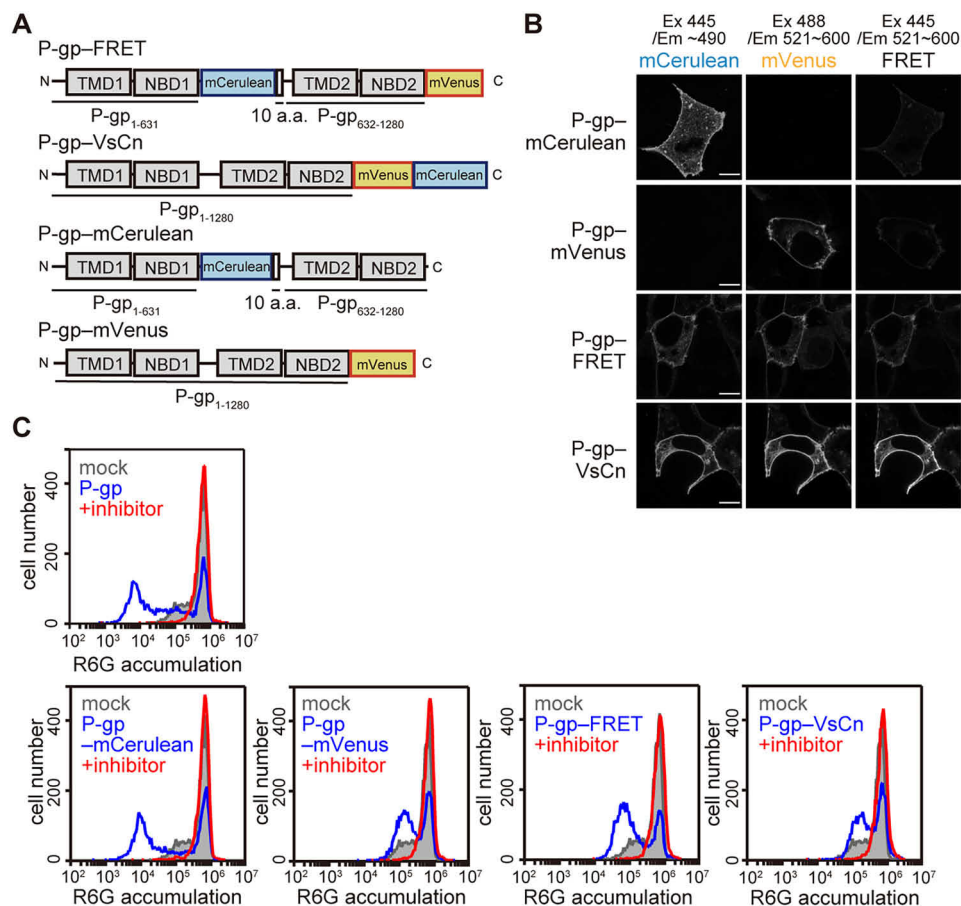 A
P-gp–FRET
N TMD1 NBD1 mCerulean TMD2 NBD2 mVenus C
P-gp1-631 10 a.a. P-gp632-1280
P-gp–VsCn
N TMD1 NBD1 TMD2 NBD2 mVenus mCerulean C
P-gp1-1280
P-gp–mCerulean
N TMD1 NBD1 mCerulean TMD2 NBD2 C
P-gp1-631 10 a.a. P-gp632-1280
P-gp–mVenus
N TMD1 NBD1 TMD2 NBD2 mVenus C
P-gp1-1280
B
Ex 445 Ex 488 Ex 445
/Em ~490 /Em 521~600 /Em 521~600
mCerulean mVenus FRET
P-gp–
mCerulean
P-gp–
mVenus
P-gp–
FRET
P-gp–
VsCn
C
mock
P-gp
+inhibitor
cell number
400
200
0
10² 10³ 10⁴ 10⁵ 10⁶ 10⁷
R6G accumulation
mock
P-gp
–mCerulean
+inhibitor
cell number
400
200
0
10² 10³ 10⁴ 10⁵ 10⁶ 10⁷
R6G accumulation
mock
P-gp
–mVenus
+inhibitor
cell number
400
200
0
10² 10³ 10⁴ 10⁵ 10⁶ 10⁷
R6G accumulation
mock
P-gp–FRET
+inhibitor
cell number
400
200
0
10² 10³ 10⁴ 10⁵ 10⁶ 10⁷
R6G accumulation
mock
P-gp–VsCn
+inhibitor
cell number
400
200
0
10² 10³ 10⁴ 10⁵ 10⁶ 10⁷
R6G accumulation